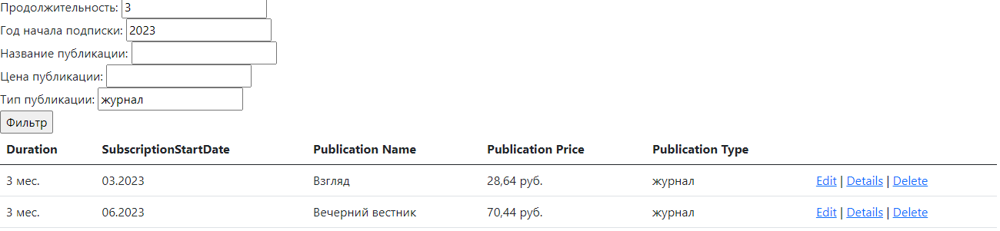 Продолжительность: 3
Год начала подписки: 2023
Название публикации:
Цена публикации:
Тип публикации: журнал
Фильтр
Duration SubscriptionStartDate Publication Name Publication Price Publication Type
3 мес. 03.2023 Взгляд 28,64 руб. журнал Edit | Details | Delete
3 мес. 06.2023 Вечерний вестник 70,44 руб. журнал Edit | Details | Delete